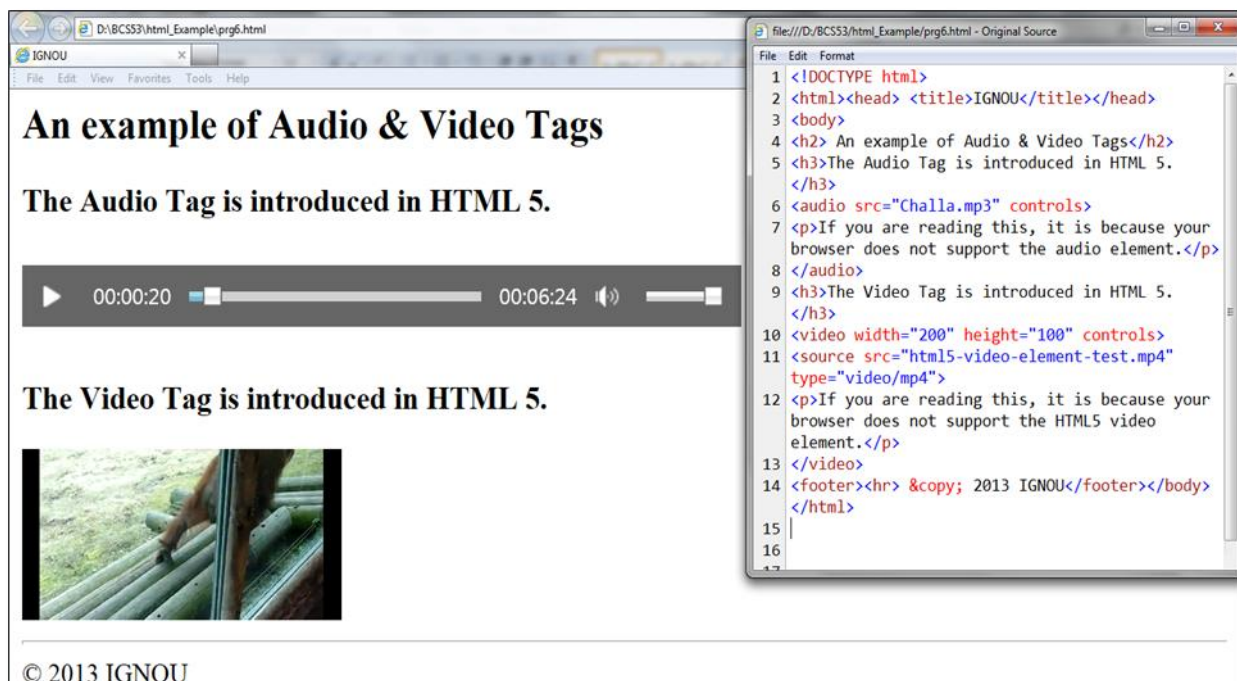 D:\BCS53\html_Example\prg6.html
IGNOU
File Edit View Favorites Tools Help
An example of Audio & Video Tags
The Audio Tag is introduced in HTML 5.
00:00:20 00:06:24
The Video Tag is introduced in HTML 5.
© 2013 IGNOU
file:///D:/BCS53/html_Example/prg6.html - Original Source
File Edit Format
1 <!DOCTYPE html>
2 <html><head> <title>IGNOU</title></head>
3 <body>
4 <h2> An example of Audio & Video Tags</h2>
5 <h3>The Audio Tag is introduced in HTML 5.
</h3>
6 <audio src="Challa.mp3" controls>
7 <p>If you are reading this, it is because your
browser does not support the audio element.</p>
8 </audio>
9 <h3>The Video Tag is introduced in HTML 5.
</h3>
10 <video width="200" height="100" controls>
11 <source src="html5-video-element-test.mp4"
type="video/mp4">
12 <p>If you are reading this, it is because your
browser does not support the HTML5 video
element.</p>
13 </video>
14 <footer><hr> &copy; 2013 IGNOU</footer></body>
</html>
15
16
17